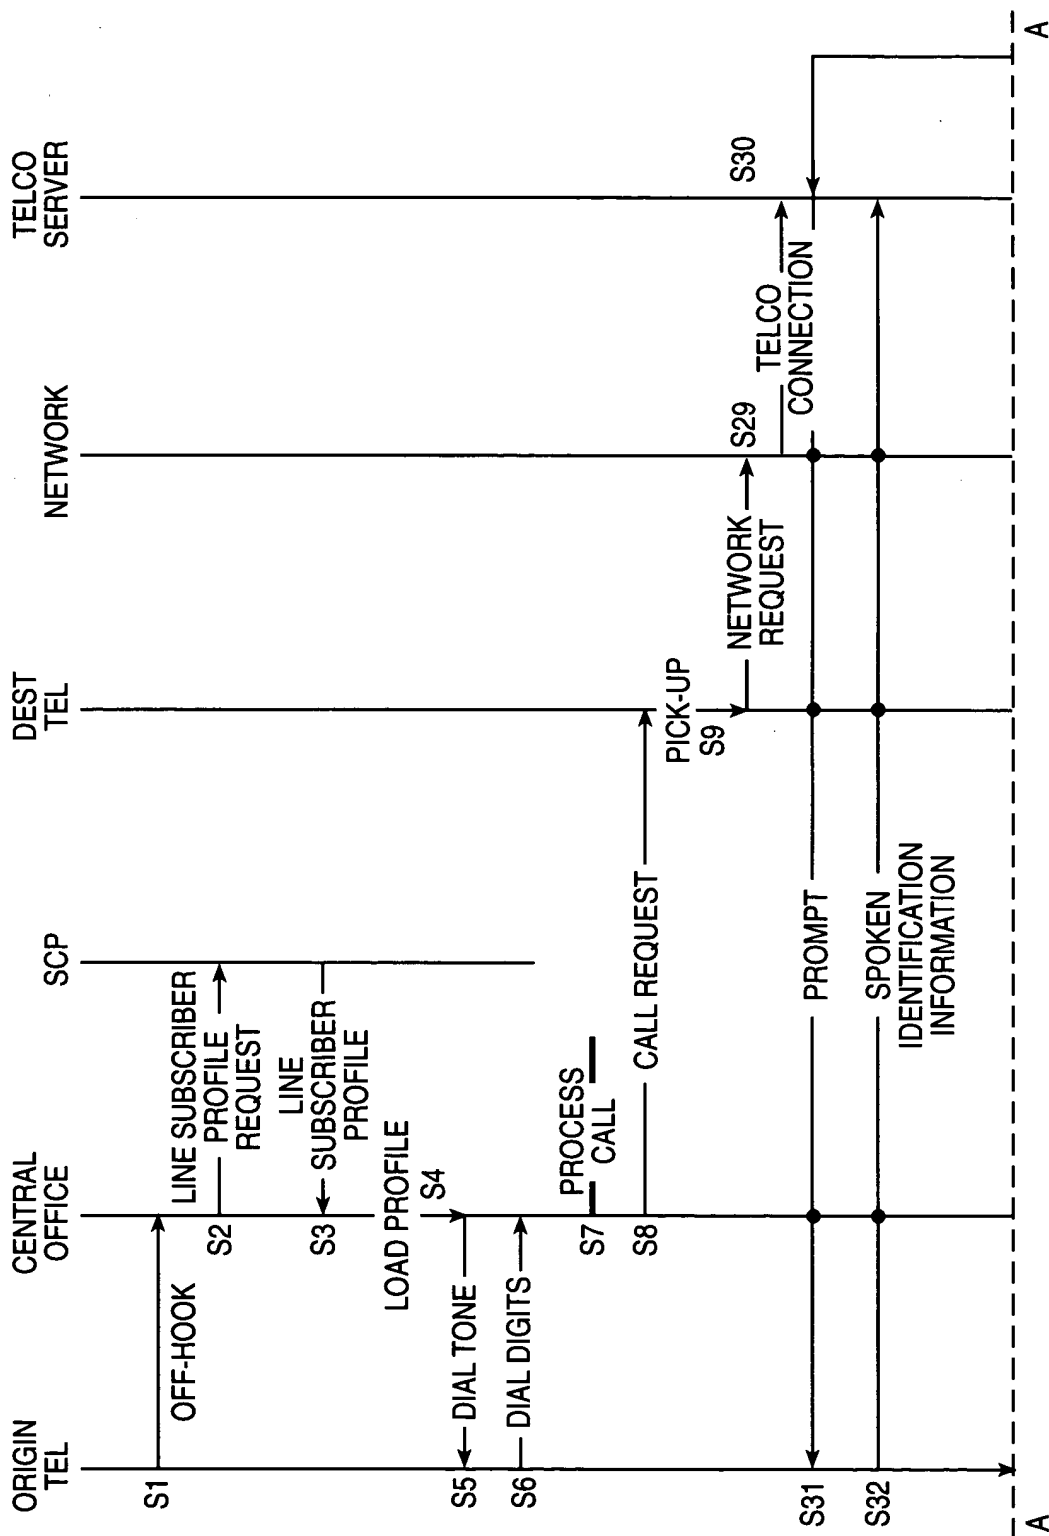 ORIGIN
TEL
CENTRAL
OFFICE
SCP
DEST
TEL
NETWORK
TELCO
SERVER
S1
OFF-HOOK
S2
LINE SUBSCRIBER
PROFILE
REQUEST
S3
LINE
SUBSCRIBER
PROFILE
LOAD PROFILE
S4
S5
DIAL TONE
S6
DIAL DIGITS
S7
PROCESS
CALL
S8
CALL REQUEST
PICK-UP
S9
NETWORK
REQUEST
S29
TELCO
CONNECTION
S30
S31
PROMPT
S32
SPOKEN
IDENTIFICATION
INFORMATION
A
A